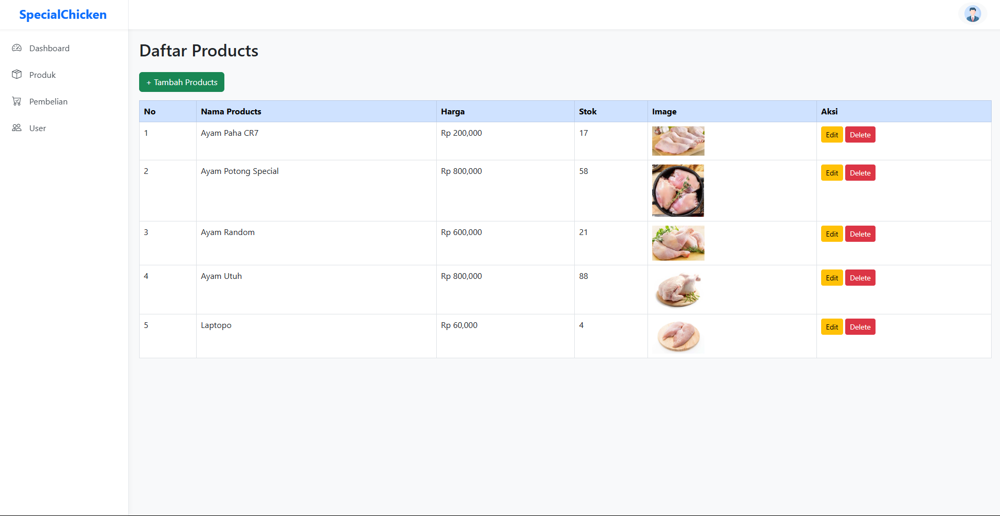 SpecialChicken
Dashboard
Produk
Pembelian
User
Daftar Products
+ Tambah Products
No Nama Products Harga Stok Image Aksi
1 Ayam Paha CR7 Rp 200,000 17 Edit Delete
2 Ayam Potong Special Rp 800,000 58 Edit Delete
3 Ayam Random Rp 600,000 21 Edit Delete
4 Ayam Utuh Rp 800,000 88 Edit Delete
5 Laptopo Rp 60,000 4 Edit Delete